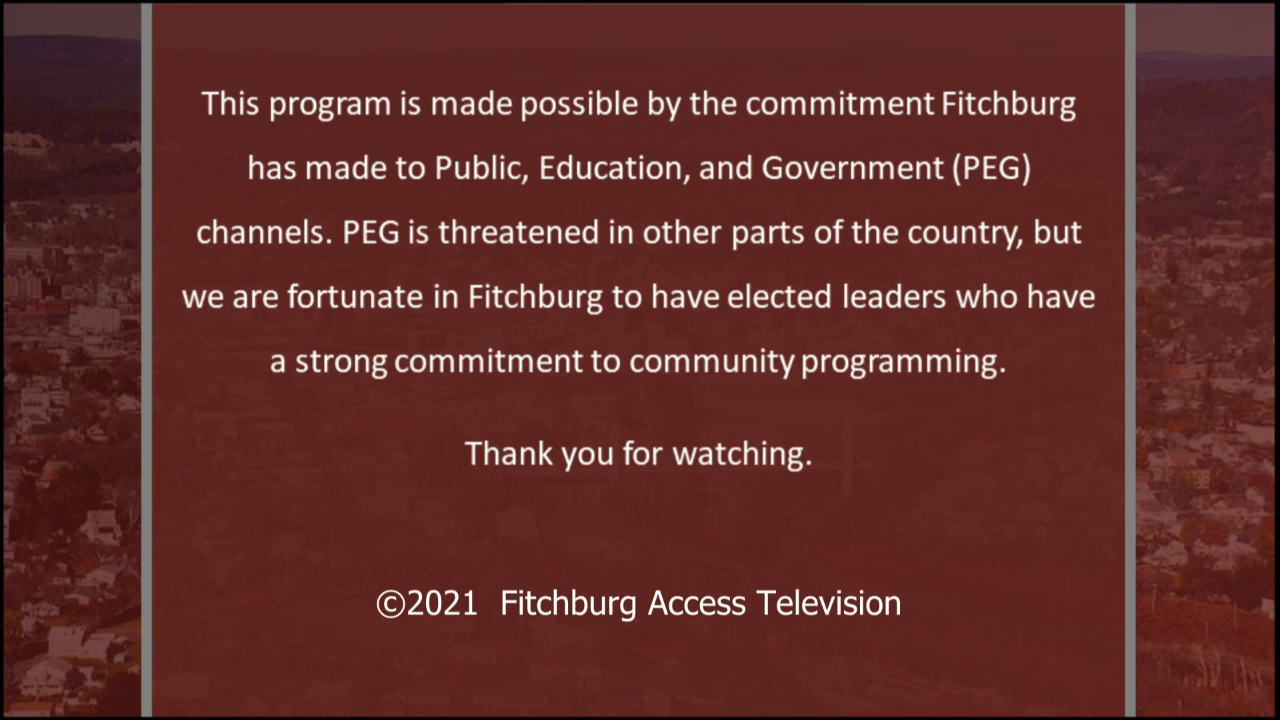 This program is made possible by the commitment Fitchburg
has made to Public, Education, and Government (PEG)
channels. PEG is threatened in other parts of the country, but
we are fortunate in Fitchburg to have elected leaders who have
a strong commitment to community programming.
Thank you for watching.
©2021 Fitchburg Access Television